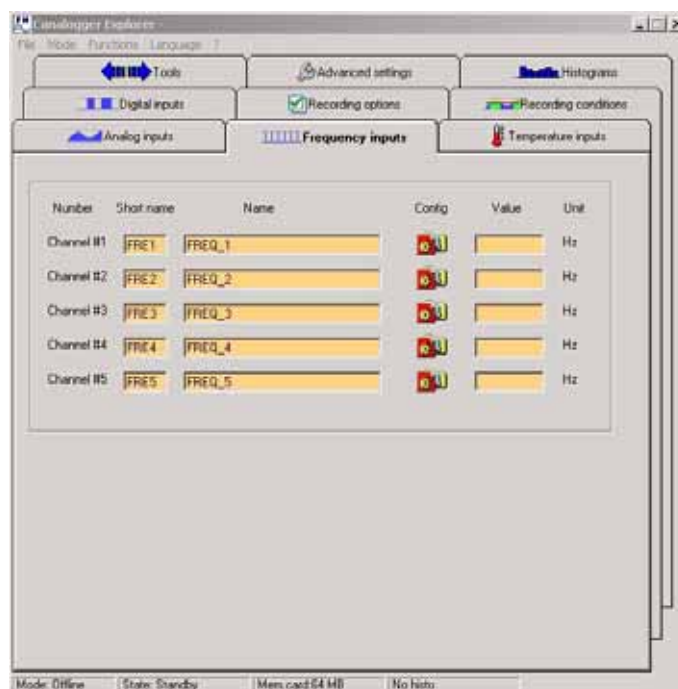 Canalogger Explorer
File Mode Functions Language ?
Tools Advanced settings Histograms
Digital inputs Recording options Recording conditions
Analog inputs Frequency inputs Temperature inputs
Number Short name Name Config Value Unit
Channel #1 FRE1 FREQ_1 Hz
Channel #2 FRE2 FREQ_2 Hz
Channel #3 FRE3 FREQ_3 Hz
Channel #4 FRE4 FREQ_4 Hz
Channel #5 FRE5 FREQ_5 Hz
Mode: Offline State: Standby Mem card:64 MB No histo